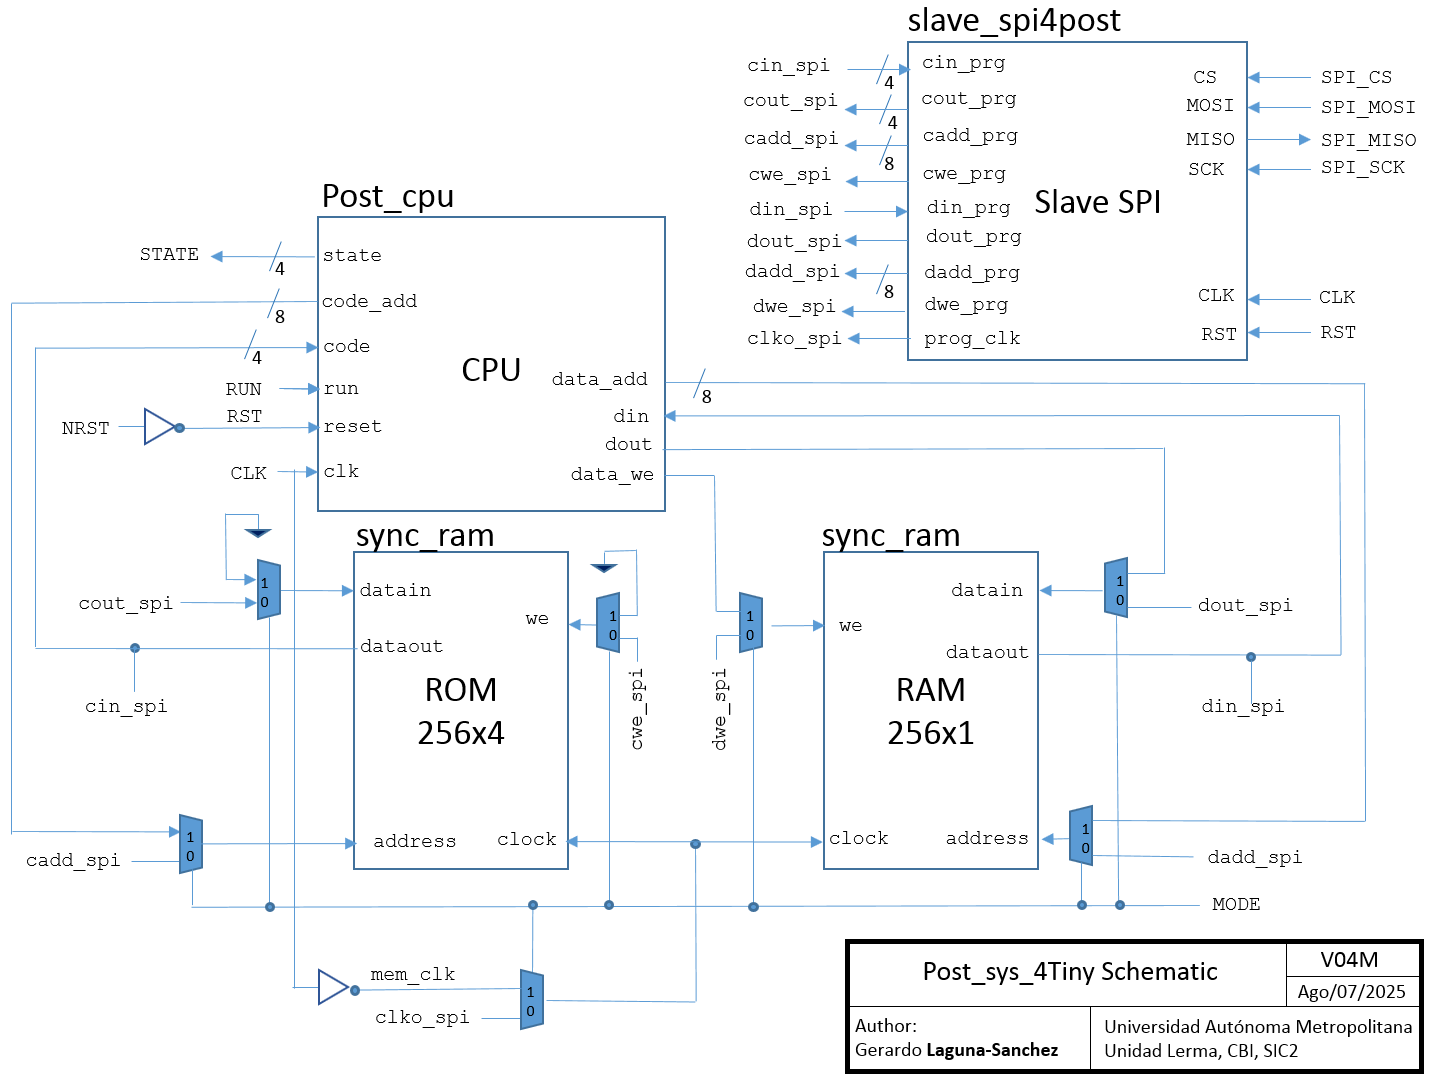 slave_spi4post
cin_spi
4
cin_prg
CS
SPI_CS
cout_spi
4
cout_prg
MOSI
SPI_MOSI
cadd_spi
8
cadd_prg
MISO
SPI_MISO
cwe_spi
cwe_prg
SCK
SPI_SCK
din_spi
din_prg
Slave SPI
dout_spi
dout_prg
dadd_spi
8
dadd_prg
dwe_spi
dwe_prg
CLK
CLK
clko_spi
prog_clk
RST
RST
Post_cpu
STATE
4
state
8
code_add
4
code
CPU
RUN
run
RST
NRST
reset
CLK
clk
data_add
8
din
dout
data_we
sync_ram
1
0
cout_spi
datain
dataout
cin_spi
we
1
0
cwe_spi
ROM
256x4
1
0
cadd_spi
address
clock
sync_ram
1
0
dwe_spi
we
datain
1
0
dout_spi
dataout
din_spi
RAM
256x1
clock
address
1
0
dadd_spi
MODE
mem_clk
1
0
clko_spi
Post_sys_4Tiny Schematic
V04M
Ago/07/2025
Author:
Gerardo Laguna-Sanchez
Universidad Autónoma Metropolitana
Unidad Lerma, CBI, SIC2